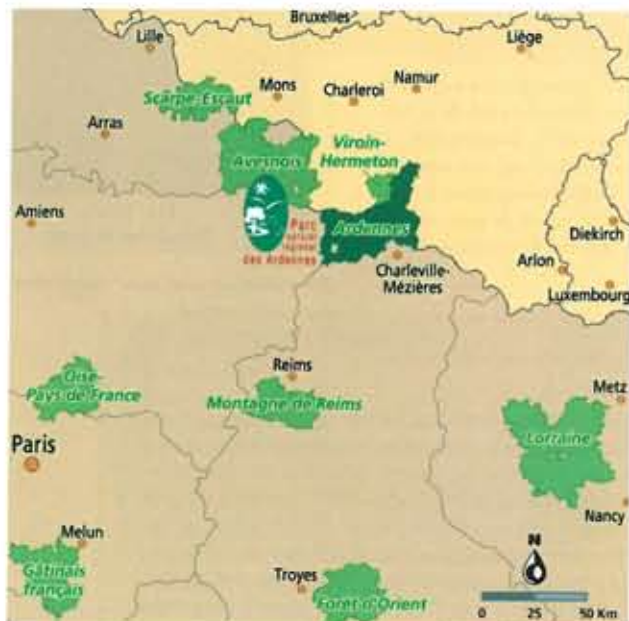 Bruxelles
Lille
Liège
Mons
Namur
Charleroi
Scarpe-Escaut
Arras
Viroin-
Hermeton
Avesnois
Amiens
Parc
naturel
régional
des Ardennes
Ardennes
Diekirch
Arlon
Charleville-
Mézières
Luxembourg
Reims
Oise
Pays de France
Montagne de Reims
Metz
Paris
Lorraine
Nancy
Melun
N
Gâtinais
français
Troyes
Forêt d'Orient
0 25 50 Km